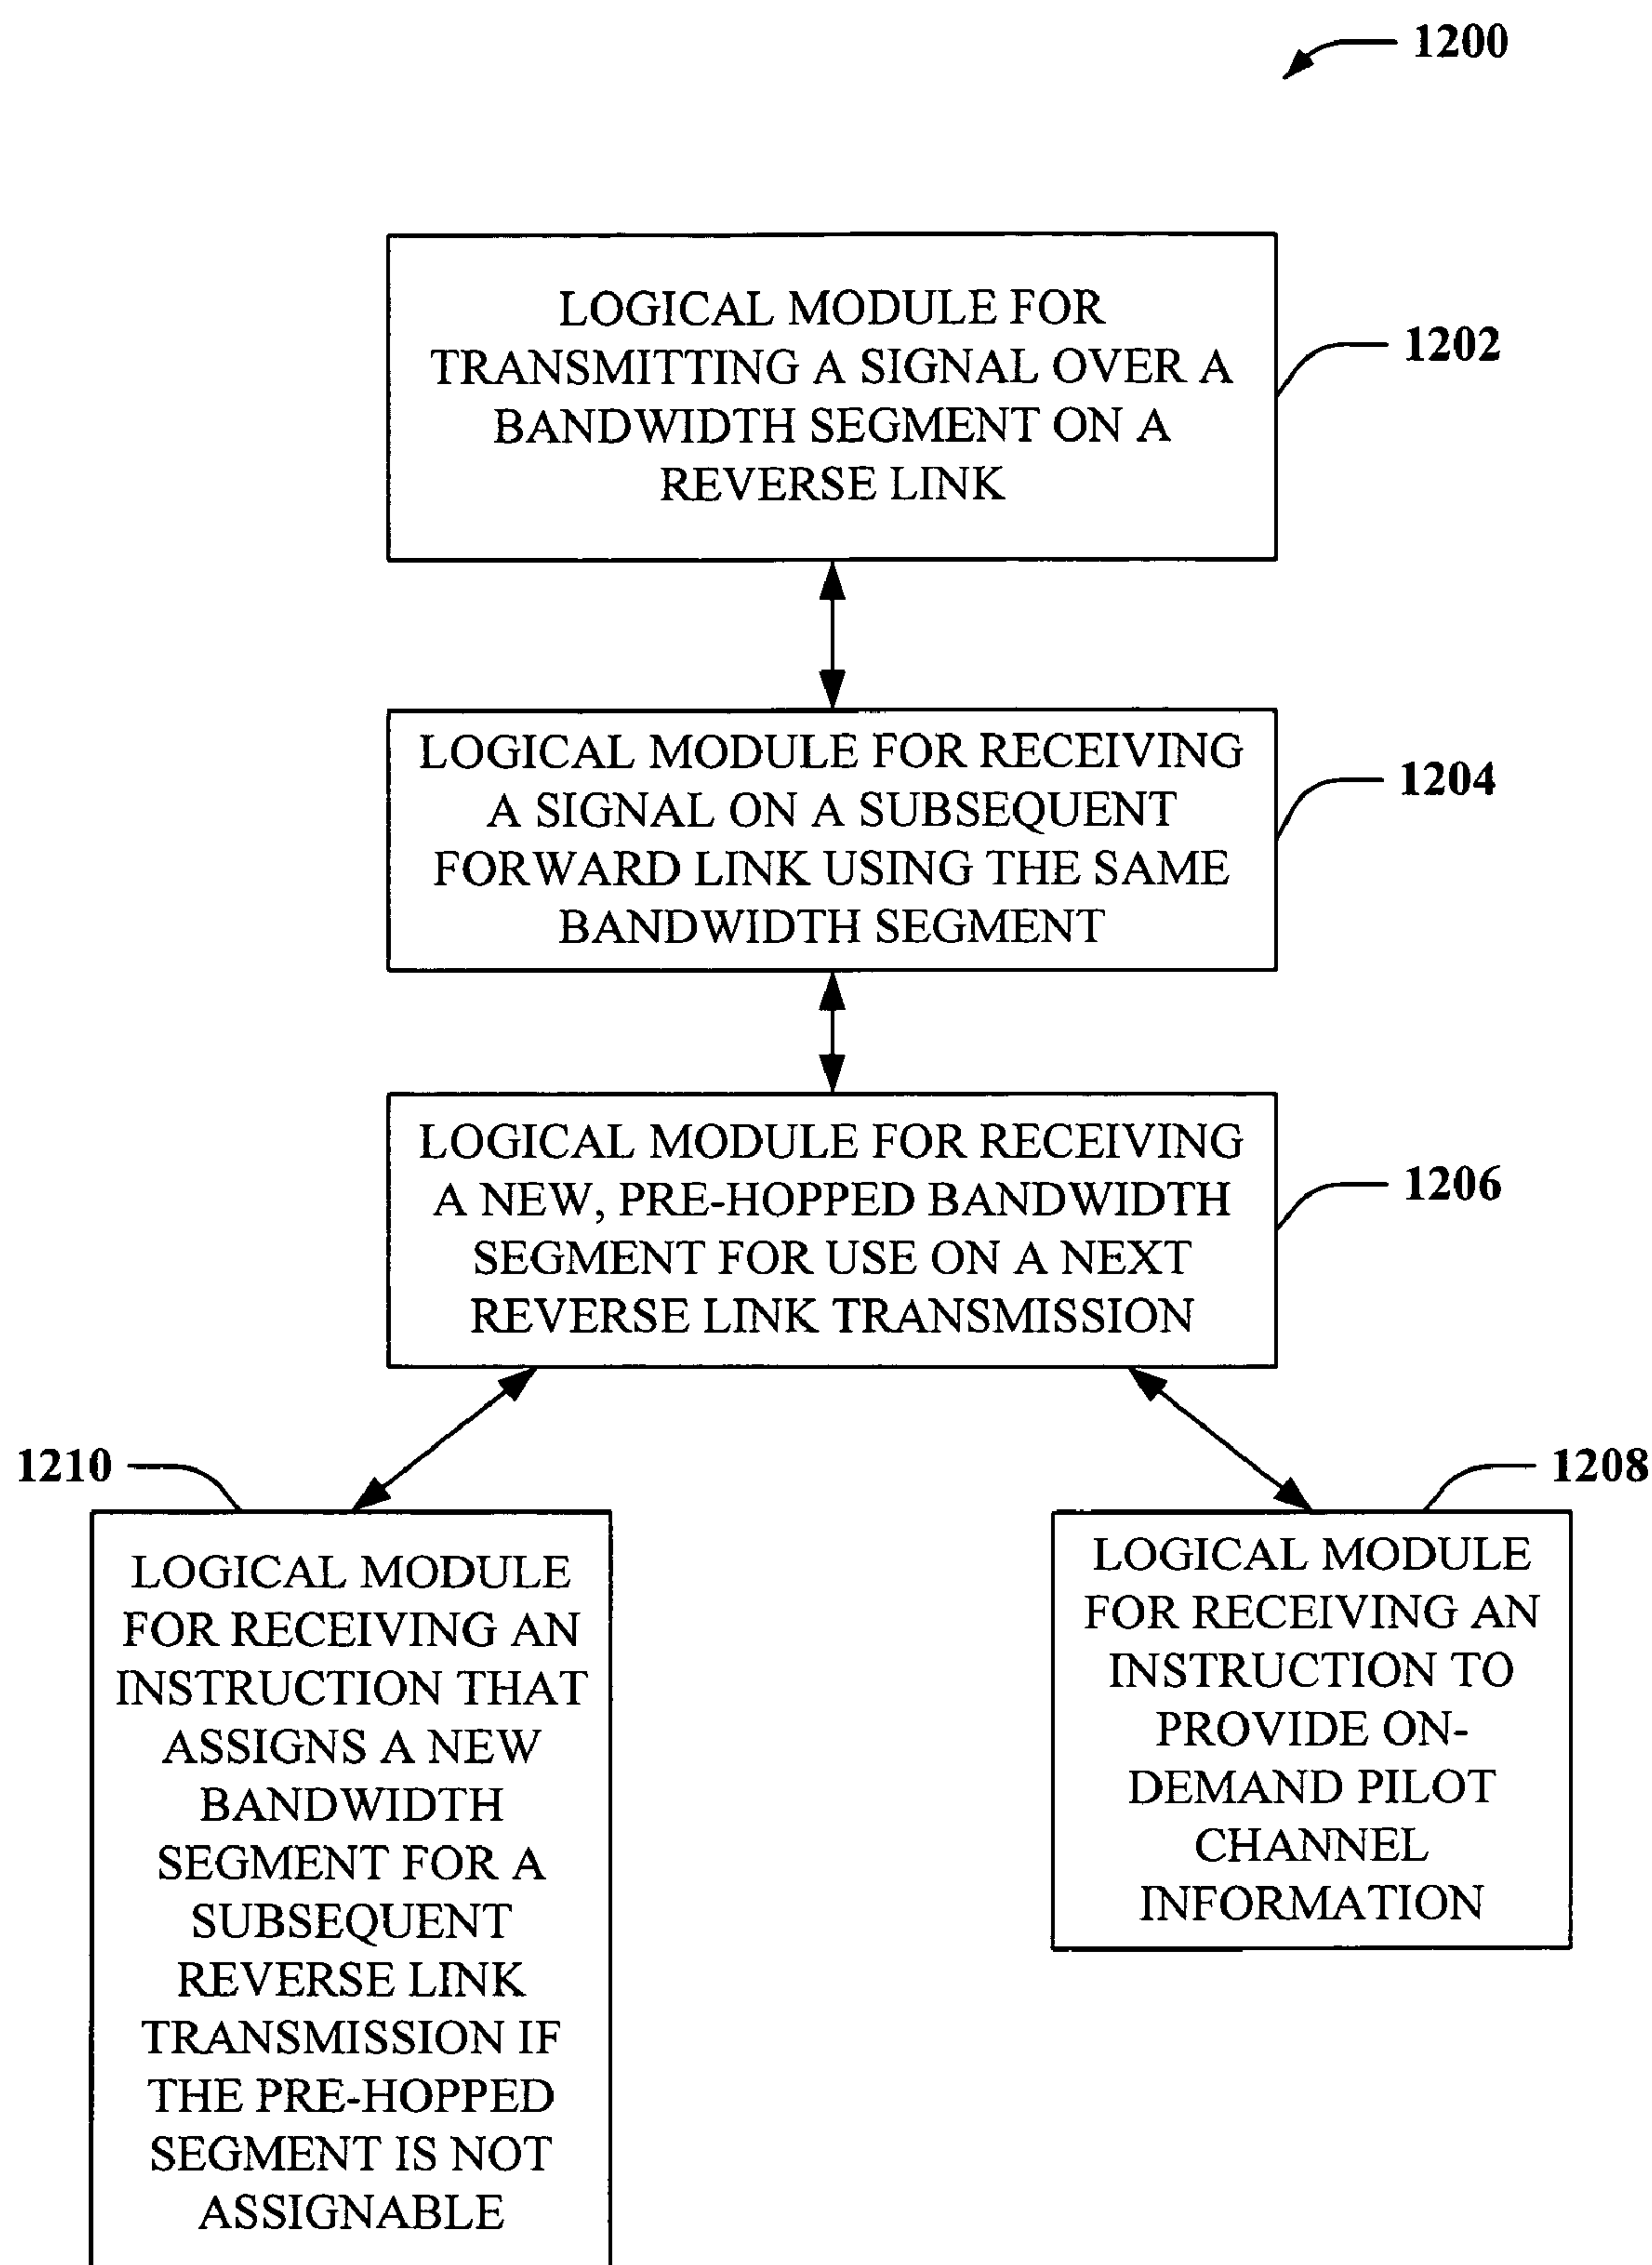 1200
LOGICAL MODULE FOR
TRANSMITTING A SIGNAL OVER A
BANDWIDTH SEGMENT ON A
REVERSE LINK
1202
LOGICAL MODULE FOR RECEIVING
A SIGNAL ON A SUBSEQUENT
FORWARD LINK USING THE SAME
BANDWIDTH SEGMENT
1204
LOGICAL MODULE FOR RECEIVING
A NEW, PRE-HOPPED BANDWIDTH
SEGMENT FOR USE ON A NEXT
REVERSE LINK TRANSMISSION
1206
1210
LOGICAL MODULE
FOR RECEIVING AN
INSTRUCTION THAT
ASSIGNS A NEW
BANDWIDTH
SEGMENT FOR A
SUBSEQUENT
REVERSE LINK
TRANSMISSION IF
THE PRE-HOPPED
SEGMENT IS NOT
ASSIGNABLE
1208
LOGICAL MODULE
FOR RECEIVING AN
INSTRUCTION TO
PROVIDE ON-
DEMAND PILOT
CHANNEL
INFORMATION